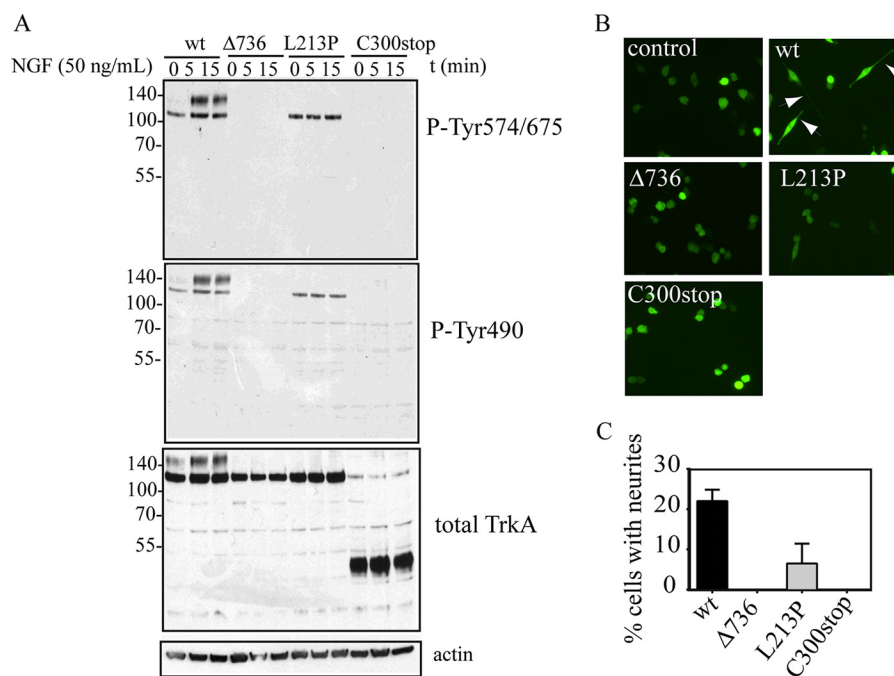 A
wt Δ736 L213P C300stop
NGF (50 ng/mL) 0 5 15 0 5 15 0 5 15 0 5 15 t (min)
140-
100-
70-
55-
P-Tyr574/675
140-
100-
70-
55-
P-Tyr490
140-
100-
70-
55-
total TrkA
actin
B
control
wt
Δ736
L213P
C300stop
C
% cells with neurites
30
20
10
0
wt
Δ736
L213P
C300stop